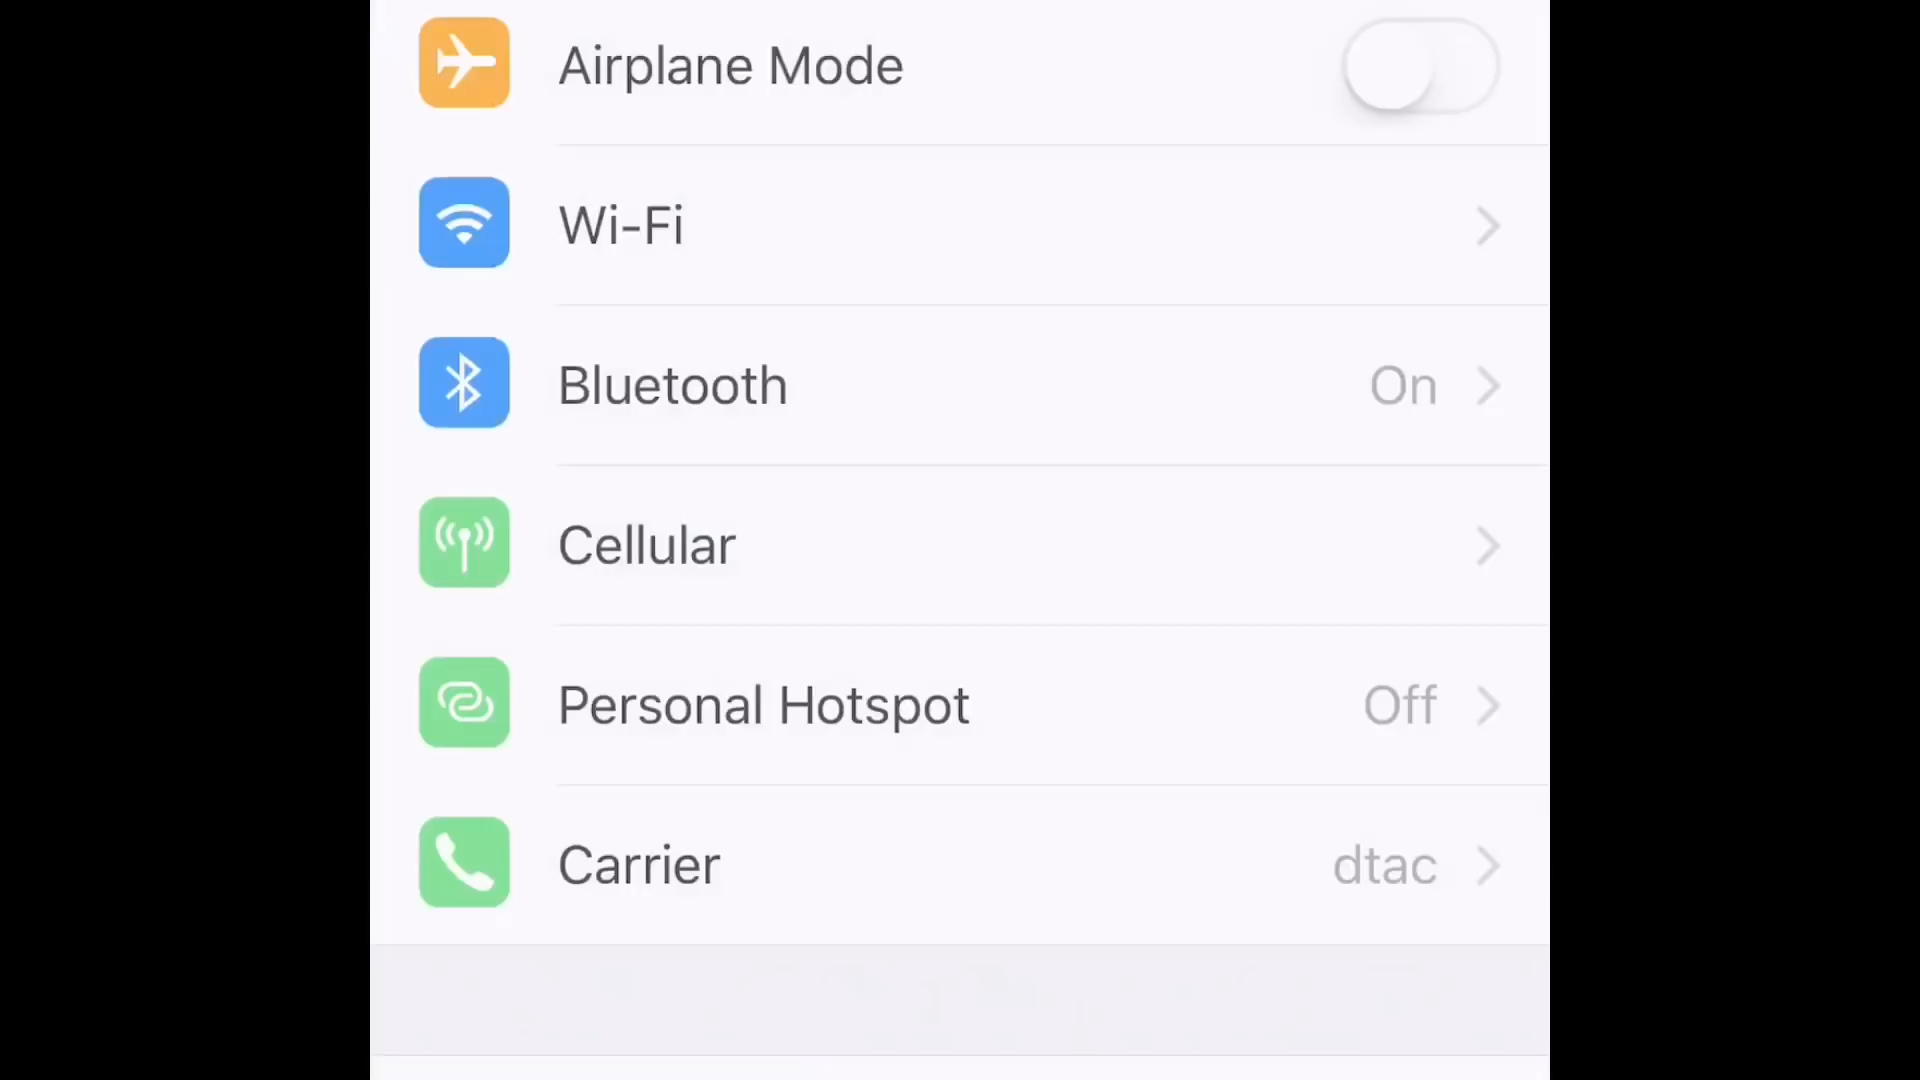 Airplane Mode
Wi-Fi
Bluetooth On
Cellular
Personal Hotspot Off
Carrier dtac